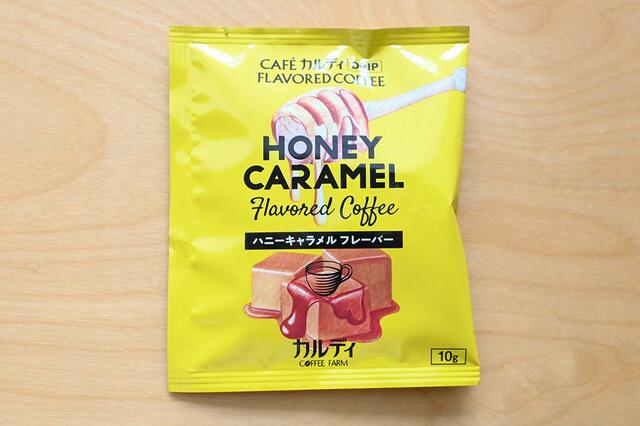 CAFÉ カルディ DRIP
FLAVORED COFFEE
HONEY
CARAMEL
Flavored Coffee
ハニーキャラメル フレーバー
カルディ
COFFEE FARM
10g